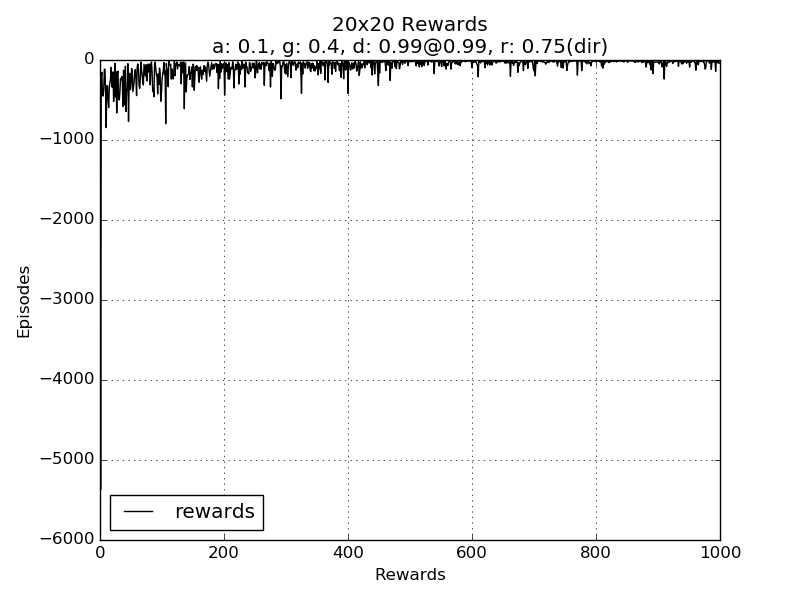 20x20 Rewards
a: 0.1, g: 0.4, d: 0.99@0.99, r: 0.75(dir)
0
−1000
−2000
−3000
−4000
−5000
−6000
Episodes
rewards
0
200
400
600
800
1000
Rewards